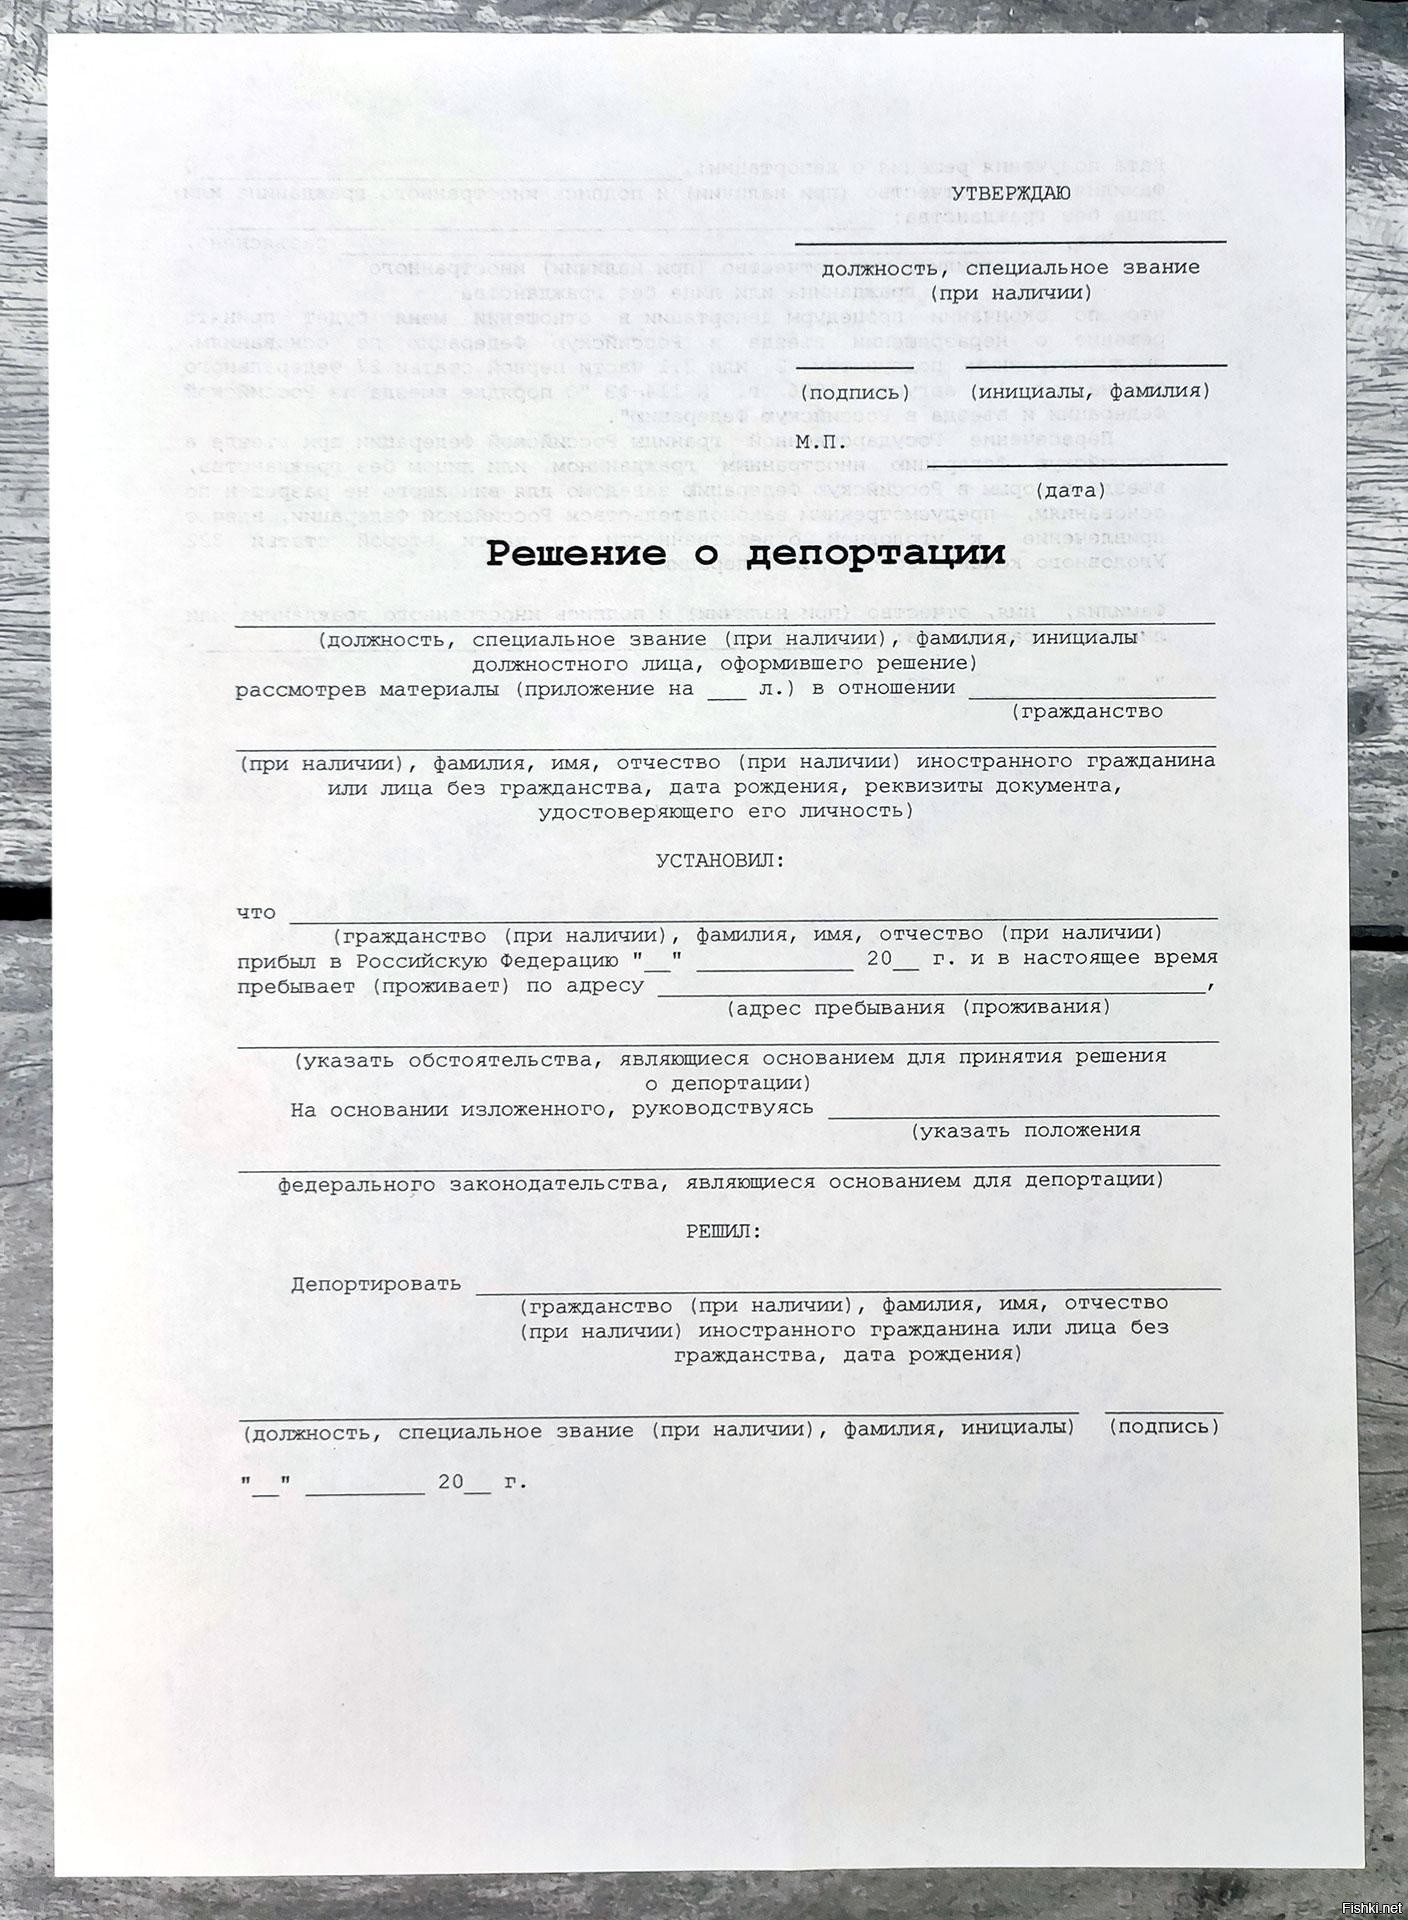 УТВЕРЖДАЮ
должность, специальное звание
(при наличии)
(подпись) (инициалы, фамилия)
М.П.
(дата)
Решение о депортации
(должность, специальное звание (при наличии), фамилия, инициалы
должностного лица, оформившего решение)
рассмотрев материалы (приложение на ___ л.) в отношении ___________________
(гражданство
(при наличии), фамилия, имя, отчество (при наличии) иностранного гражданина
или лица без гражданства, дата рождения, реквизиты документа,
удостоверяющего его личность)
УСТАНОВИЛ:
что
(гражданство (при наличии), фамилия, имя, отчество (при наличии)
прибыл в Российскую Федерацию "__" ____________ 20__ г. и в настоящее время
пребывает (проживает) по адресу __________________________________________,
(адрес пребывания (проживания)
(указать обстоятельства, являющиеся основанием для принятия решения
о депортации)
На основании изложенного, руководствуясь ______________________________
(указать положения
федерального законодательства, являющиеся основанием для депортации)
РЕШИЛ:
Депортировать
(гражданство (при наличии), фамилия, имя, отчество
(при наличии) иностранного гражданина или лица без
гражданства, дата рождения)
(должность, специальное звание (при наличии), фамилия, инициалы) (подпись)
"__" _________ 20__ г.
Fishki.net